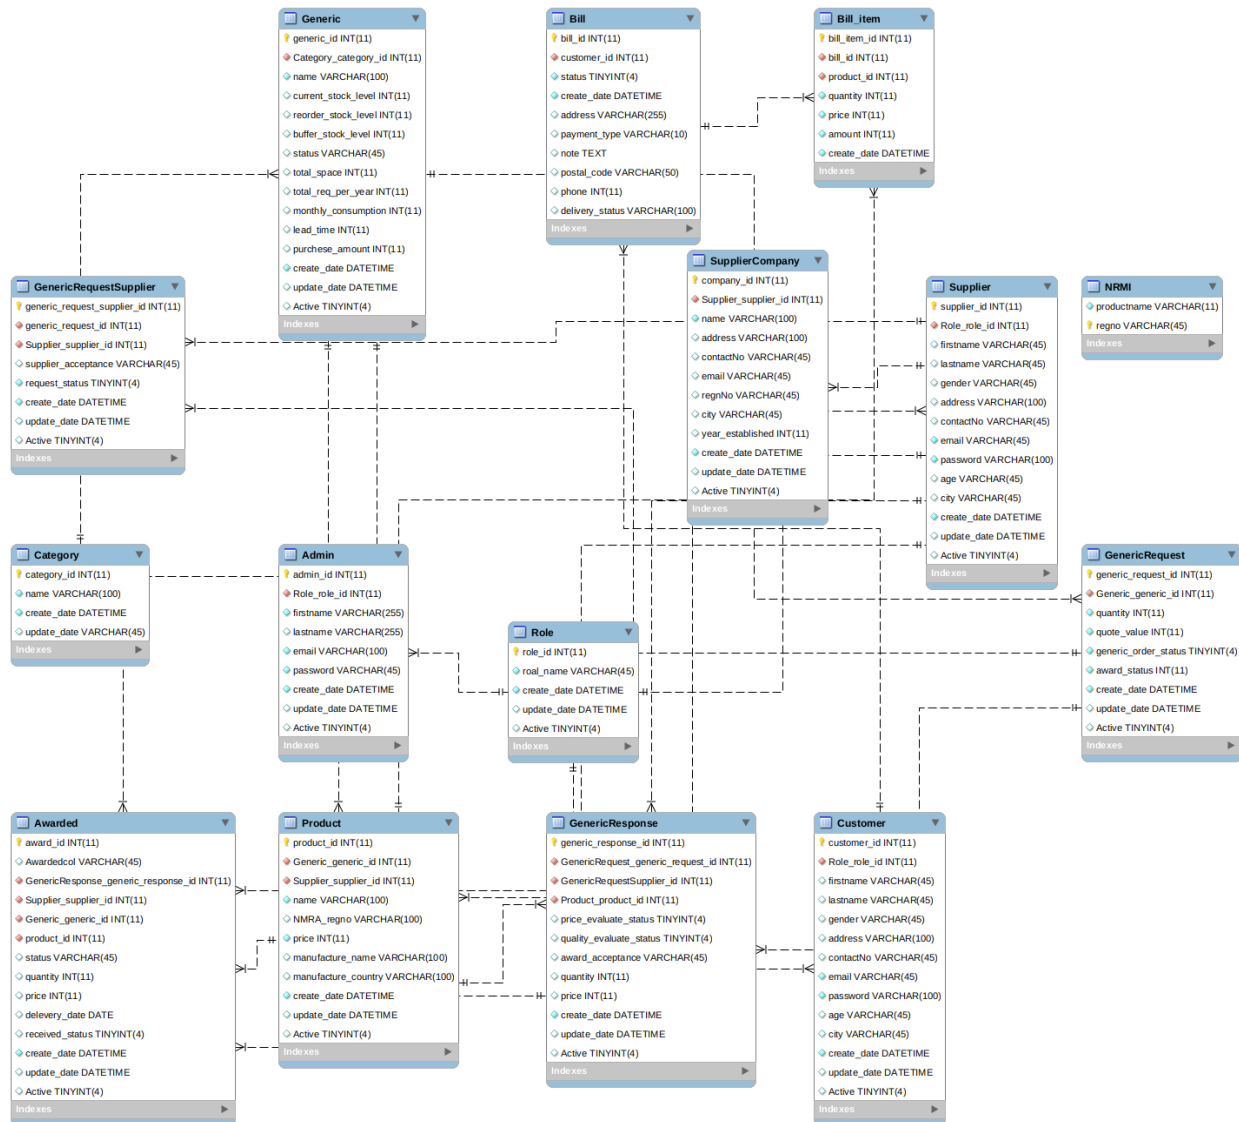 Generic
generic_id INT(11)
Category_category_id INT(11)
name VARCHAR(100)
current_stock_level INT(11)
reorder_stock_level INT(11)
buffer_stock_level INT(11)
status VARCHAR(45)
total_space INT(11)
total_req_per_year INT(11)
monthly_consumption INT(11)
lead_time INT(11)
purchese_amount INT(11)
create_date DATETIME
update_date DATETIME
Active TINYINT(4)
Indexes
Bill
bill_id INT(11)
customer_id INT(11)
status TINYINT(4)
create_date DATETIME
address VARCHAR(255)
payment_type VARCHAR(10)
note TEXT
postal_code VARCHAR(50)
phone INT(11)
delivery_status VARCHAR(100)
Indexes
Bill_item
bill_item_id INT(11)
bill_id INT(11)
product_id INT(11)
quantity INT(11)
price INT(11)
amount INT(11)
create_date DATETIME
Indexes
GenericRequestSupplier
generic_request_supplier_id INT(11)
generic_request_id INT(11)
Supplier_supplier_id INT(11)
supplier_acceptance VARCHAR(45)
request_status TINYINT(4)
create_date DATETIME
update_date DATETIME
Active TINYINT(4)
Indexes
SupplierCompany
company_id INT(11)
Supplier_supplier_id INT(11)
name VARCHAR(100)
address VARCHAR(100)
contactNo VARCHAR(45)
email VARCHAR(45)
regnNo VARCHAR(45)
city VARCHAR(45)
year_established INT(11)
create_date DATETIME
update_date DATETIME
Active TINYINT(4)
Indexes
Supplier
supplier_id INT(11)
Role_role_id INT(11)
firstname VARCHAR(45)
lastname VARCHAR(45)
gender VARCHAR(45)
address VARCHAR(100)
contactNo VARCHAR(45)
email VARCHAR(45)
password VARCHAR(100)
age VARCHAR(45)
city VARCHAR(45)
create_date DATETIME
update_date DATETIME
Active TINYINT(4)
Indexes
NRMI
productname VARCHAR(11)
regno VARCHAR(45)
Indexes
Category
category_id INT(11)
name VARCHAR(100)
create_date DATETIME
update_date VARCHAR(45)
Indexes
Admin
admin_id INT(11)
Role_role_id INT(11)
firstname VARCHAR(255)
lastname VARCHAR(255)
email VARCHAR(100)
password VARCHAR(45)
create_date DATETIME
update_date DATETIME
Active TINYINT(4)
Indexes
Role
role_id INT(11)
roal_name VARCHAR(45)
create_date DATETIME
update_date DATETIME
Active TINYINT(4)
Indexes
GenericRequest
generic_request_id INT(11)
Generic_generic_id INT(11)
quantity INT(11)
quote_value INT(11)
generic_order_status TINYINT(4)
award_status INT(11)
create_date DATETIME
update_date DATETIME
Active TINYINT(4)
Indexes
Awarded
award_id INT(11)
Awardedcol VARCHAR(45)
GenericResponse_generic_response_id INT(11)
Supplier_supplier_id INT(11)
Generic_generic_id INT(11)
product_id INT(11)
status VARCHAR(45)
quantity INT(11)
price INT(11)
delevery_date DATE
received_status TINYINT(4)
create_date DATETIME
update_date DATETIME
Active TINYINT(4)
Indexes
Product
product_id INT(11)
Generic_generic_id INT(11)
Supplier_supplier_id INT(11)
name VARCHAR(100)
NMRA_regno VARCHAR(100)
price INT(11)
manufacture_name VARCHAR(100)
manufacture_country VARCHAR(100)
create_date DATETIME
update_date DATETIME
Active TINYINT(4)
Indexes
GenericResponse
generic_response_id INT(11)
GenericRequest_generic_request_id INT(11)
GenericRequestSupplier_id INT(11)
Product_product_id INT(11)
price_evaluate_status TINYINT(4)
quality_evaluate_status TINYINT(4)
award_acceptance VARCHAR(45)
quantity INT(11)
price INT(11)
create_date DATETIME
update_date DATETIME
Active TINYINT(4)
Indexes
Customer
customer_id INT(11)
Role_role_id INT(11)
firstname VARCHAR(45)
lastname VARCHAR(45)
gender VARCHAR(45)
address VARCHAR(100)
contactNo VARCHAR(45)
email VARCHAR(45)
password VARCHAR(100)
age VARCHAR(45)
city VARCHAR(45)
create_date DATETIME
update_date DATETIME
Active TINYINT(4)
Indexes